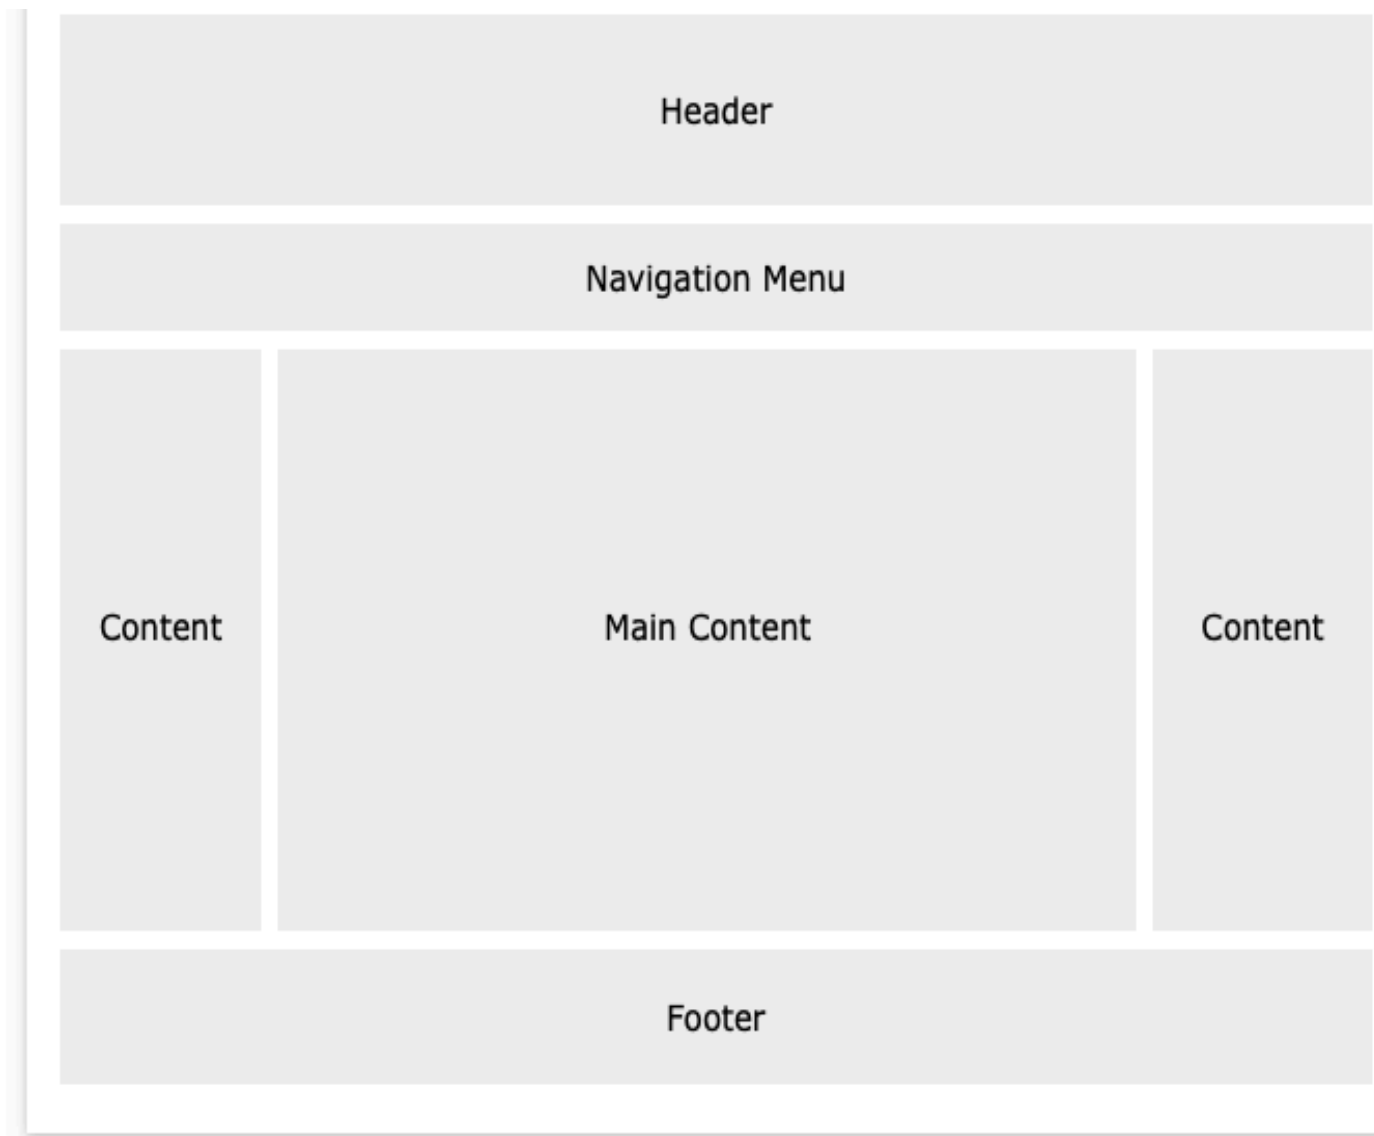 Header
Navigation Menu
Content
Main Content
Content
Footer